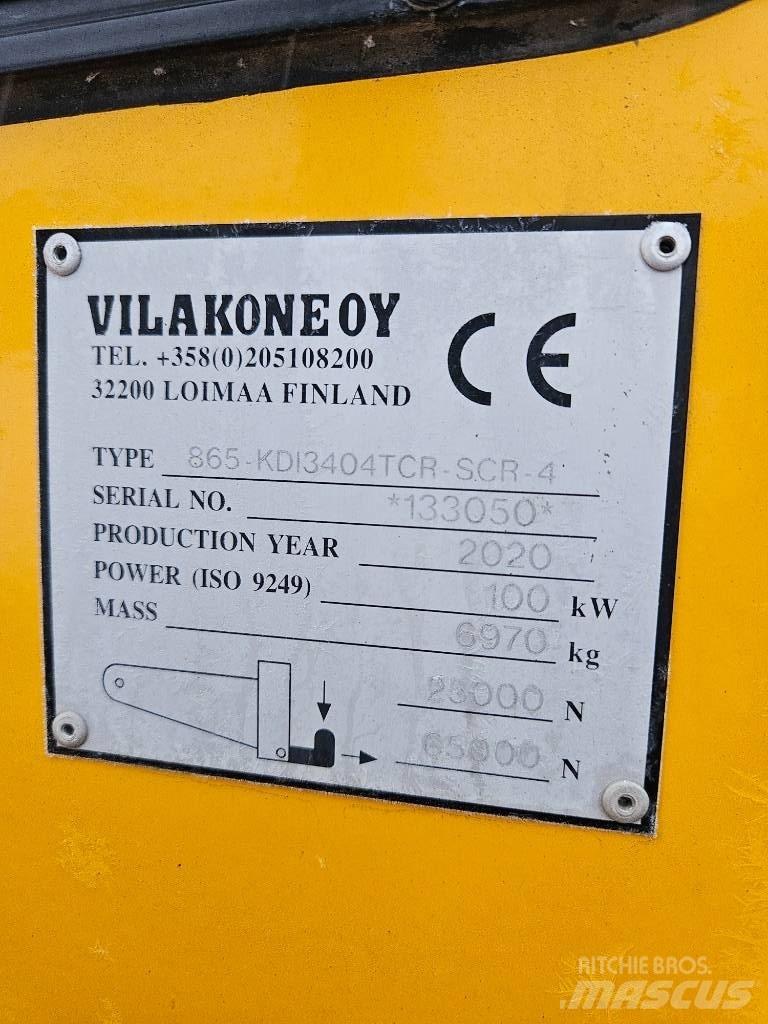 VILAKONE OY
TEL. +358(0)205108200
32200 LOIMAA FINLAND
CE
TYPE 865-KDI3404TCR-SCR-4
SERIAL NO. *133050*
PRODUCTION YEAR 2020
POWER (ISO 9249) 100 kW
MASS 6970 kg
23000 N
65000 N
RITCHIE BROS.
MASCUS